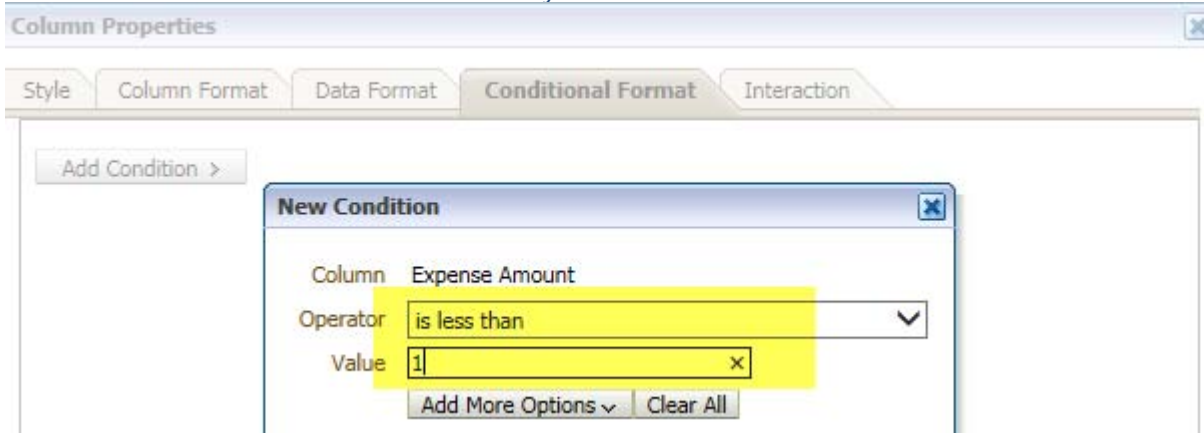 Column Properties
Style Column Format Data Format Conditional Format Interaction
Add Condition >
New Condition
Column Expense Amount
Operator is less than
Value 1
Add More Options Clear All